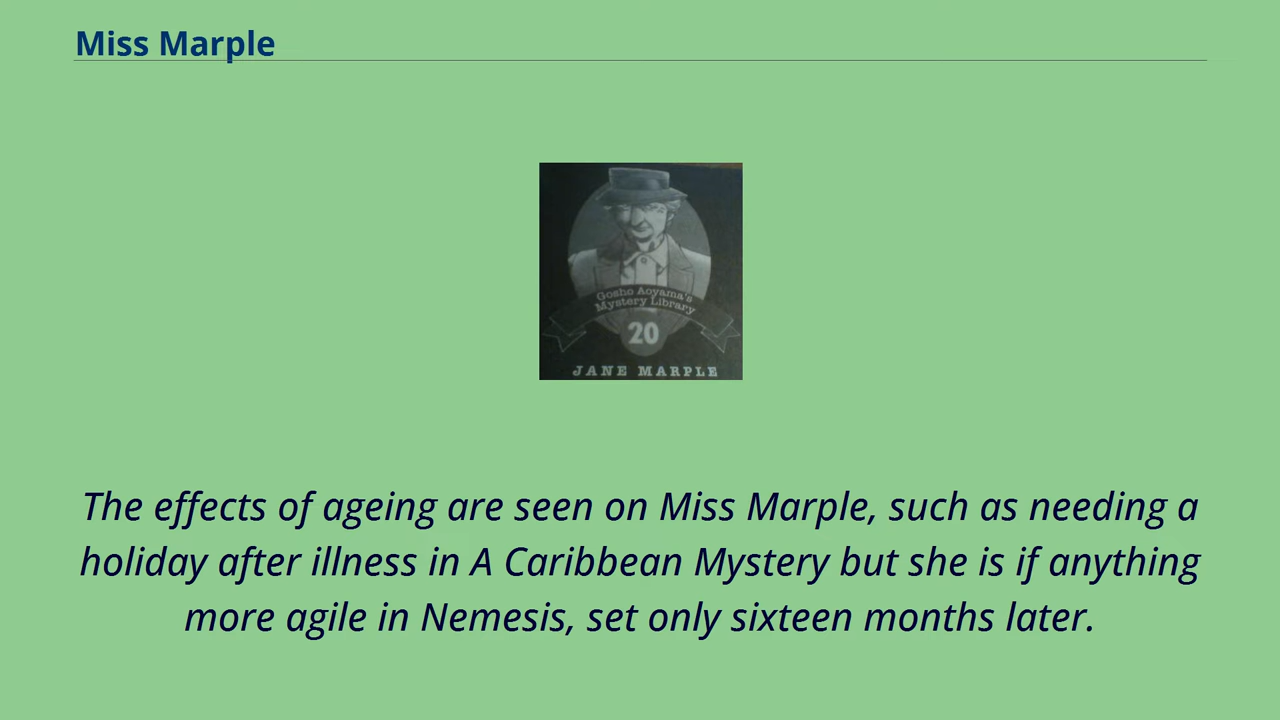 Miss Marple
Gosho Aoyama's
Mystery Library
20
JANE MARPLE
The effects of ageing are seen on Miss Marple, such as needing a
holiday after illness in A Caribbean Mystery but she is if anything
more agile in Nemesis, set only sixteen months later.